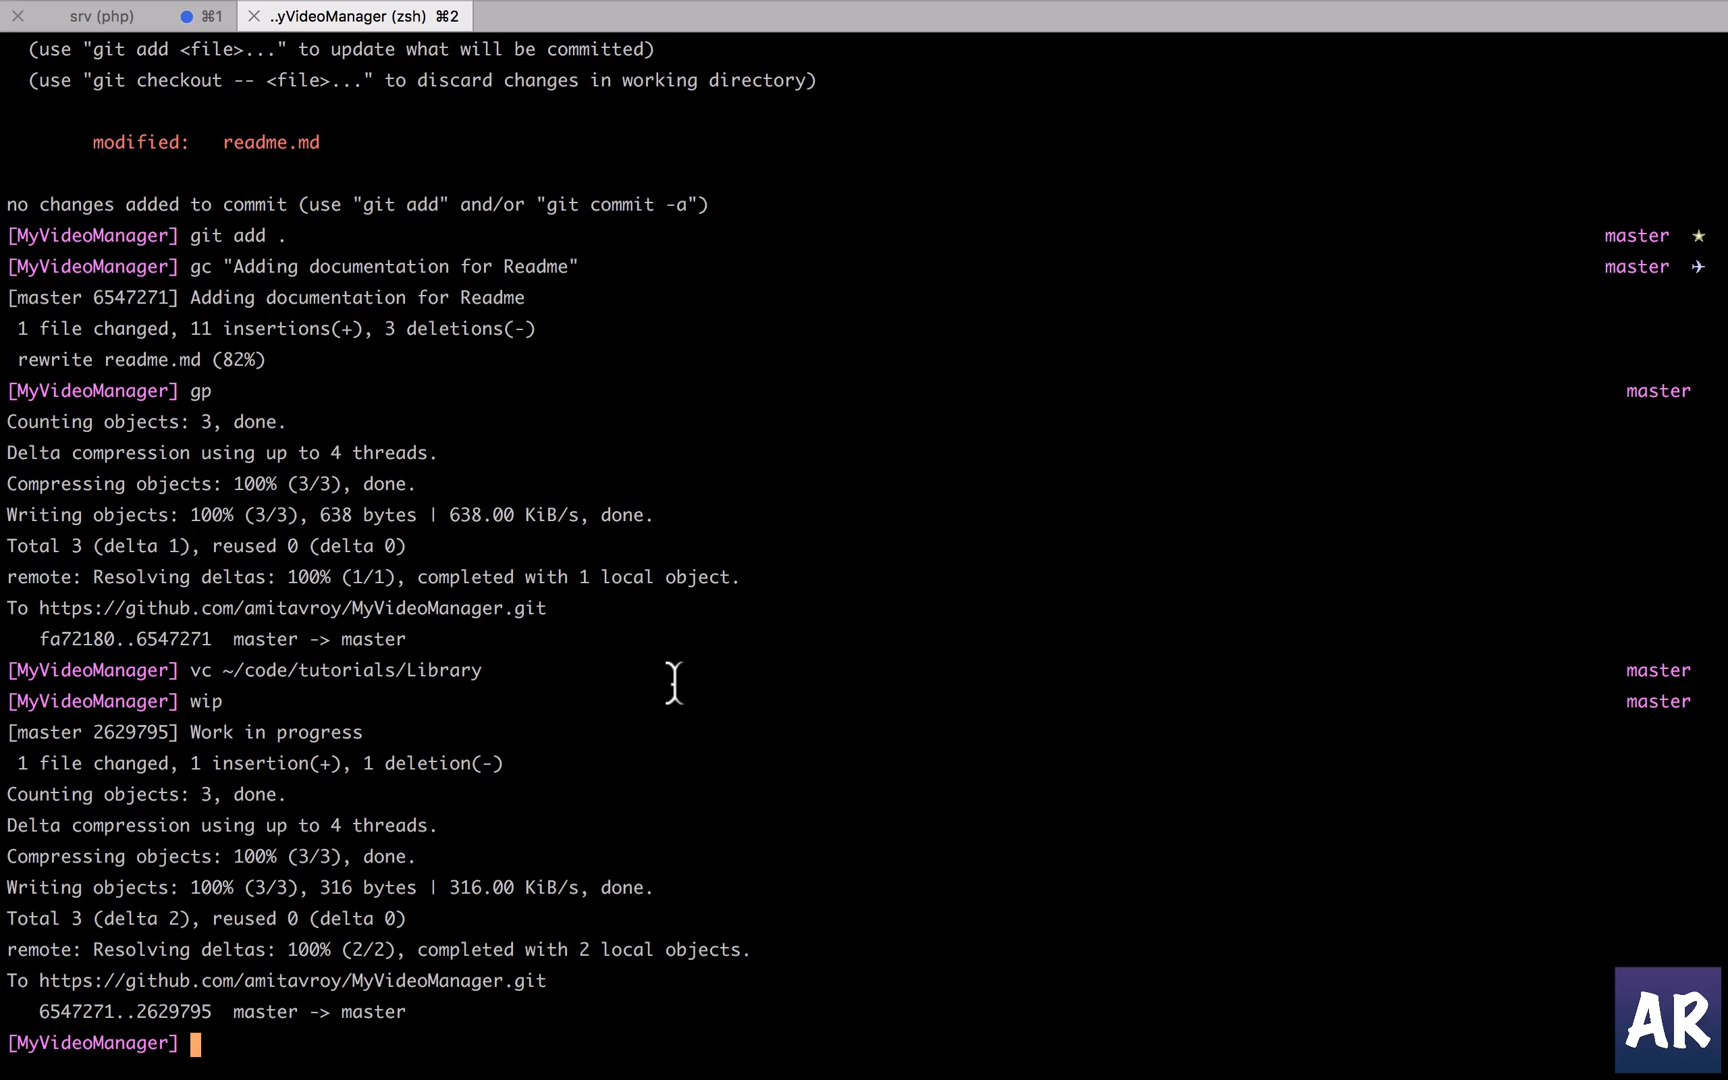 srv (php) ⌘1 ..yVideoManager (zsh) ⌘2
(use "git add <file>..." to update what will be committed)
(use "git checkout -- <file>..." to discard changes in working directory)
modified: readme.md
no changes added to commit (use "git add" and/or "git commit -a")
[MyVideoManager] git add . master ★
[MyVideoManager] gc "Adding documentation for Readme" master ✈
[master 6547271] Adding documentation for Readme
1 file changed, 11 insertions(+), 3 deletions(-)
rewrite readme.md (82%)
[MyVideoManager] gp master
Counting objects: 3, done.
Delta compression using up to 4 threads.
Compressing objects: 100% (3/3), done.
Writing objects: 100% (3/3), 638 bytes | 638.00 KiB/s, done.
Total 3 (delta 1), reused 0 (delta 0)
remote: Resolving deltas: 100% (1/1), completed with 1 local object.
To https://github.com/amitavroy/MyVideoManager.git
fa72180..6547271 master -> master
[MyVideoManager] vc ~/code/tutorials/Library master
[MyVideoManager] wip master
[master 2629795] Work in progress
1 file changed, 1 insertion(+), 1 deletion(-)
Counting objects: 3, done.
Delta compression using up to 4 threads.
Compressing objects: 100% (3/3), done.
Writing objects: 100% (3/3), 316 bytes | 316.00 KiB/s, done.
Total 3 (delta 2), reused 0 (delta 0)
remote: Resolving deltas: 100% (2/2), completed with 2 local objects.
To https://github.com/amitavroy/MyVideoManager.git
6547271..2629795 master -> master
[MyVideoManager]
AR